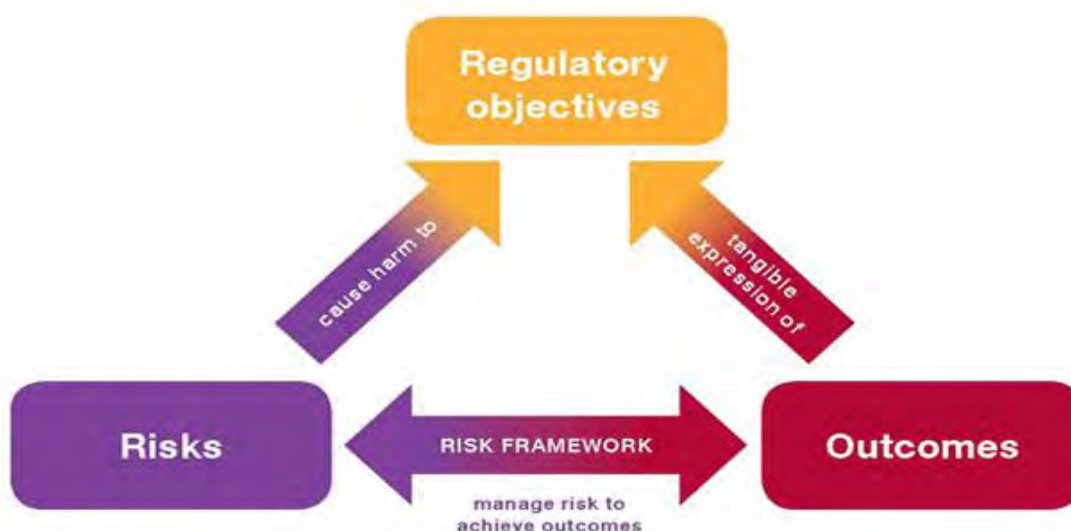 Regulatory
objectives
cause harm to
tangible
expression of
Risks
RISK FRAMEWORK
Outcomes
manage risk to
achieve outcomes